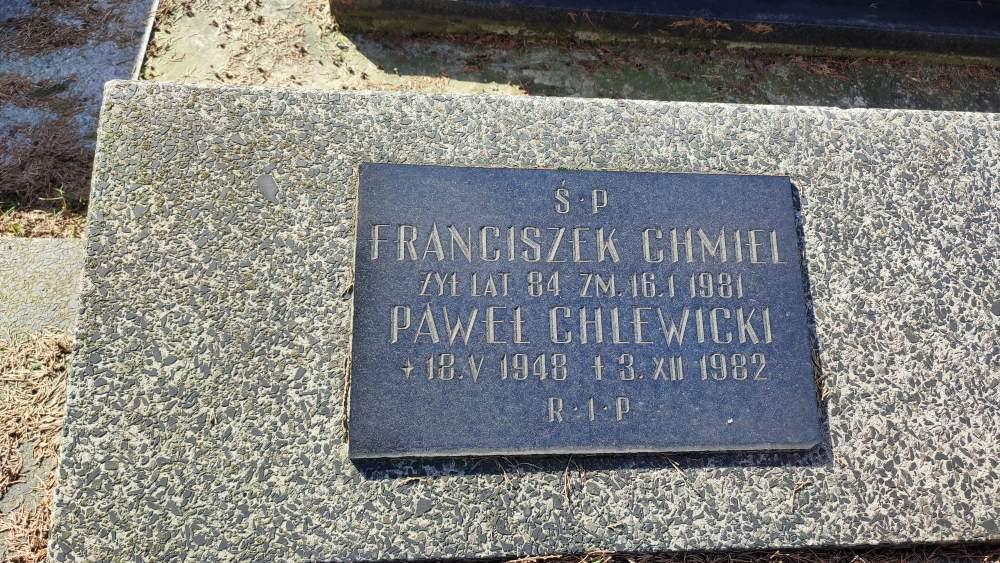 Ś·P
FRANCISZEK CHMIEL
ŻYŁ LAT 84 ZM. 16.I 1981
PAWEŁ CHLEWICKI
* 18.V 1948 † 3.XII 1982
R·I·P